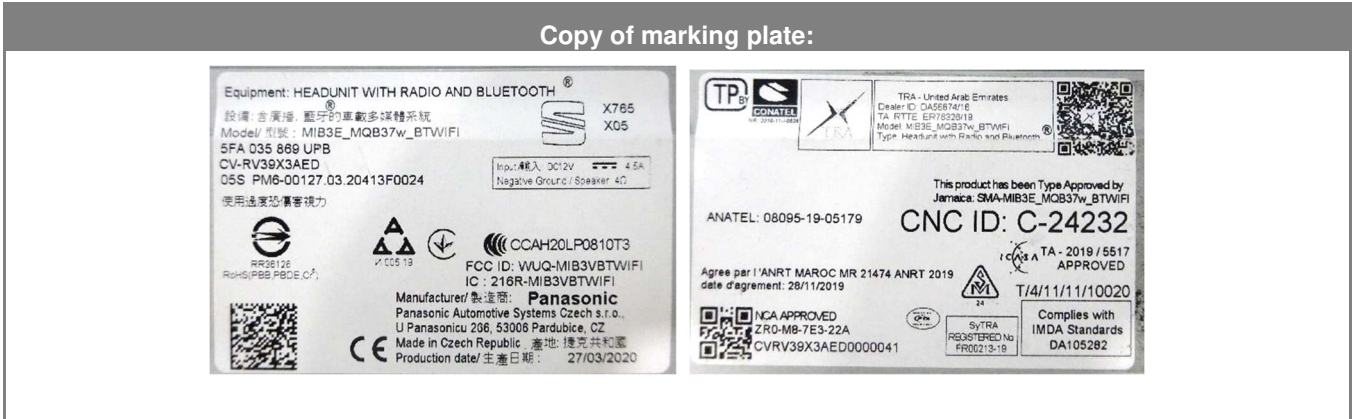 Copy of marking plate:
Equipment: HEADUNIT WITH RADIO AND BLUETOOTH ®
設備: 含廣播, 藍牙®的車載多媒體系統
X765
X05
Model/ 型號 : MIB3E_MQB37w_BTWIFI
5FA 035 869 UPB
CV-RV39X3AED
05S PM6-00127.03.20413F0024
Input/輸入 DC12V 4.5A
Negative Ground / Speaker 4Ω
使用過度恐傷害視力
RR36126
CCAH20LP0810T3
FCC ID: WUQ-MIB3VBTWIFI
IC : 216R-MIB3VBTWIFI
Manufacturer/ 製造商: Panasonic
Panasonic Automotive Systems Czech s.r.o.,
U Panasonicu 266, 53006 Pardubice, CZ
CE Made in Czech Republic 產地: 捷克共和國
Production date/ 生產日期 : 27/03/2020
TP BY
CONATEL
TRA
TRA - United Arab Emirates
Dealer ID: DA56674/16
TA RTTE ER76326/19
Model: MIB3E_MQB37w_BTWIFI
Type: Headunit with Radio and Bluetooth ®
This product has been Type Approved by
Jamaica: SMA-MIB3E_MQB37w_BTWIFI
ANATEL: 08095-19-05179
CNC ID: C-24232
ICASA TA - 2019 / 5517
APPROVED
Agree par l'ANRT MAROC MR 21474 ANRT 2019
date d'agrement: 28/11/2019
24
T/4/11/11/10020
NCA APPROVED
ZR0-M8-7E3-22A
CVRV39X3AED0000041
SyTRA
REGISTERED No
FR00213-19
Complies with
IMDA Standards
DA105282